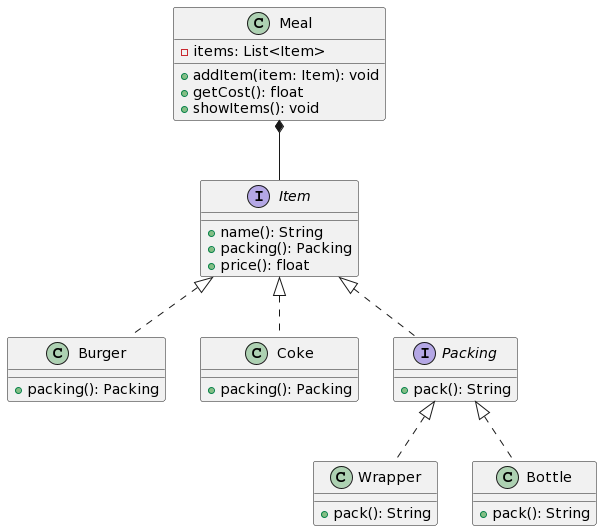 C Meal
items: List<Item>
addItem(item: Item): void
getCost(): float
showItems(): void
I Item
name(): String
packing(): Packing
price(): float
C Burger
packing(): Packing
C Coke
packing(): Packing
I Packing
pack(): String
C Wrapper
pack(): String
C Bottle
pack(): String